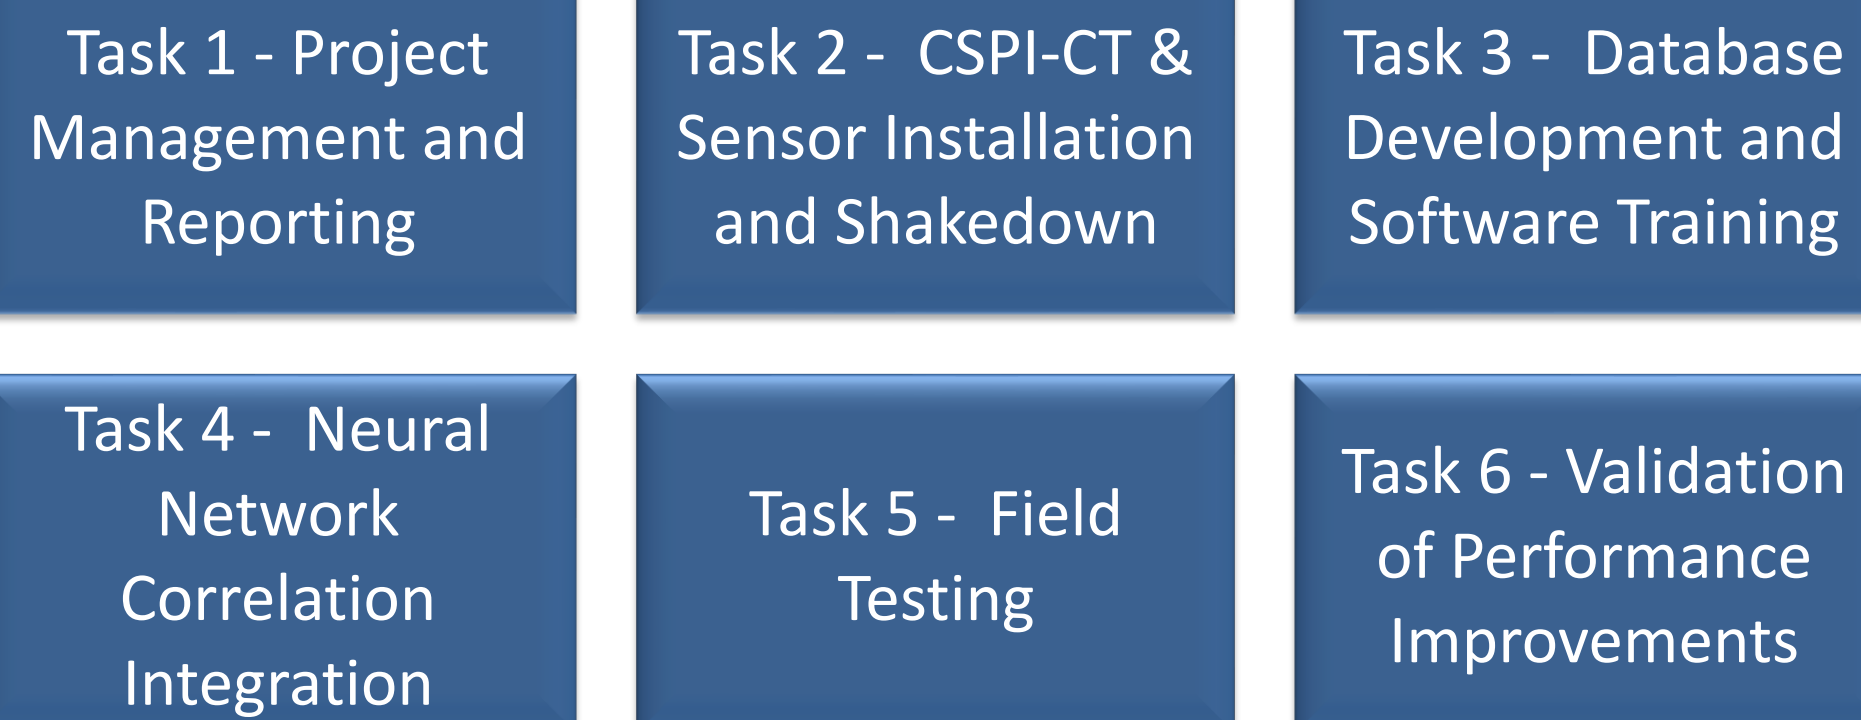 Task 1 - Project
Management and
Reporting
Task 2 -  CSPI-CT &
Sensor Installation
and Shakedown
Task 3 -  Database
Development and
Software Training
Task 4 -  Neural
Network
Correlation
Integration
Task 5 -  Field
Testing
Task 6 - Validation
of Performance
Improvements